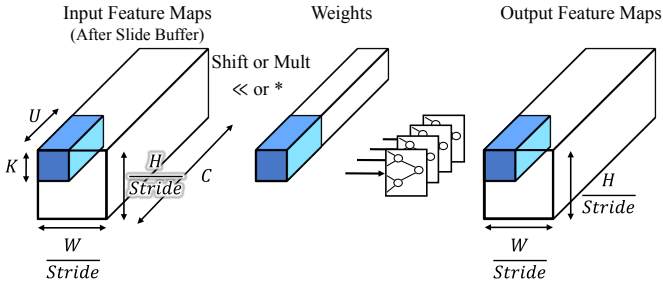 Input Feature Maps
(After Slide Buffer)
Weights
Output Feature Maps
Shift or Mult
≪ or *
U
K
H
Stride
C
W
Stride
H
Stride
W
Stride